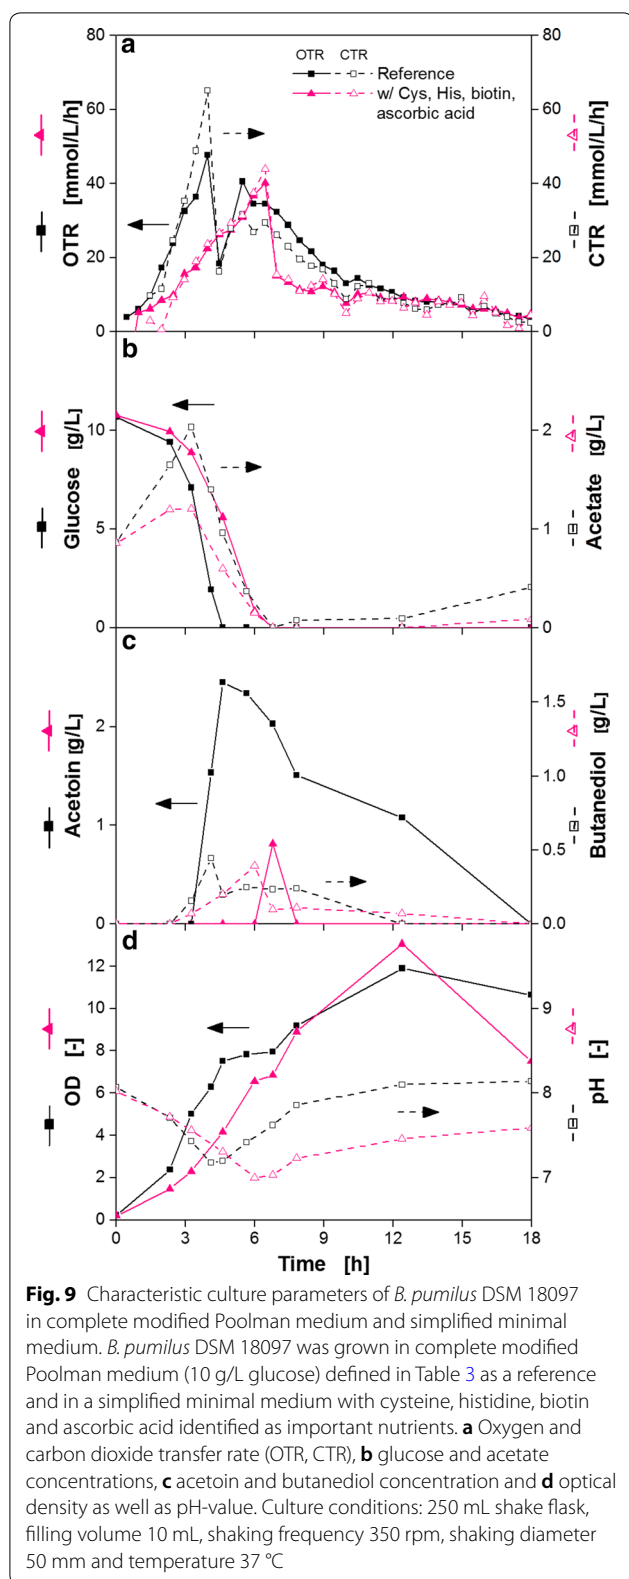 a
OTR CTR
Reference
w/ Cys, His, biotin,
ascorbic acid
80
60
40
20
0
OTR [mmol/L/h]
80
60
40
20
0
CTR [mmol/L/h]
b
10
5
0
Glucose [g/L]
2
1
0
Acetate [g/L]
c
2
1
0
Acetoin [g/L]
1.5
1.0
0.5
0.0
Butanediol [g/L]
d
12
10
8
6
4
2
0
OD [-]
9
8
7
pH [-]
0 3 6 9 12 15 18
Time [h]
Fig. 9 Characteristic culture parameters of B. pumilus DSM 18097
in complete modified Poolman medium and simplified minimal
medium. B. pumilus DSM 18097 was grown in complete modified
Poolman medium (10 g/L glucose) defined in Table 3 as a reference
and in a simplified minimal medium with cysteine, histidine, biotin
and ascorbic acid identified as important nutrients. a Oxygen and
carbon dioxide transfer rate (OTR, CTR), b glucose and acetate
concentrations, c acetoin and butanediol concentration and d optical
density as well as pH-value. Culture conditions: 250 mL shake flask,
filling volume 10 mL, shaking frequency 350 rpm, shaking diameter
50 mm and temperature 37 °C